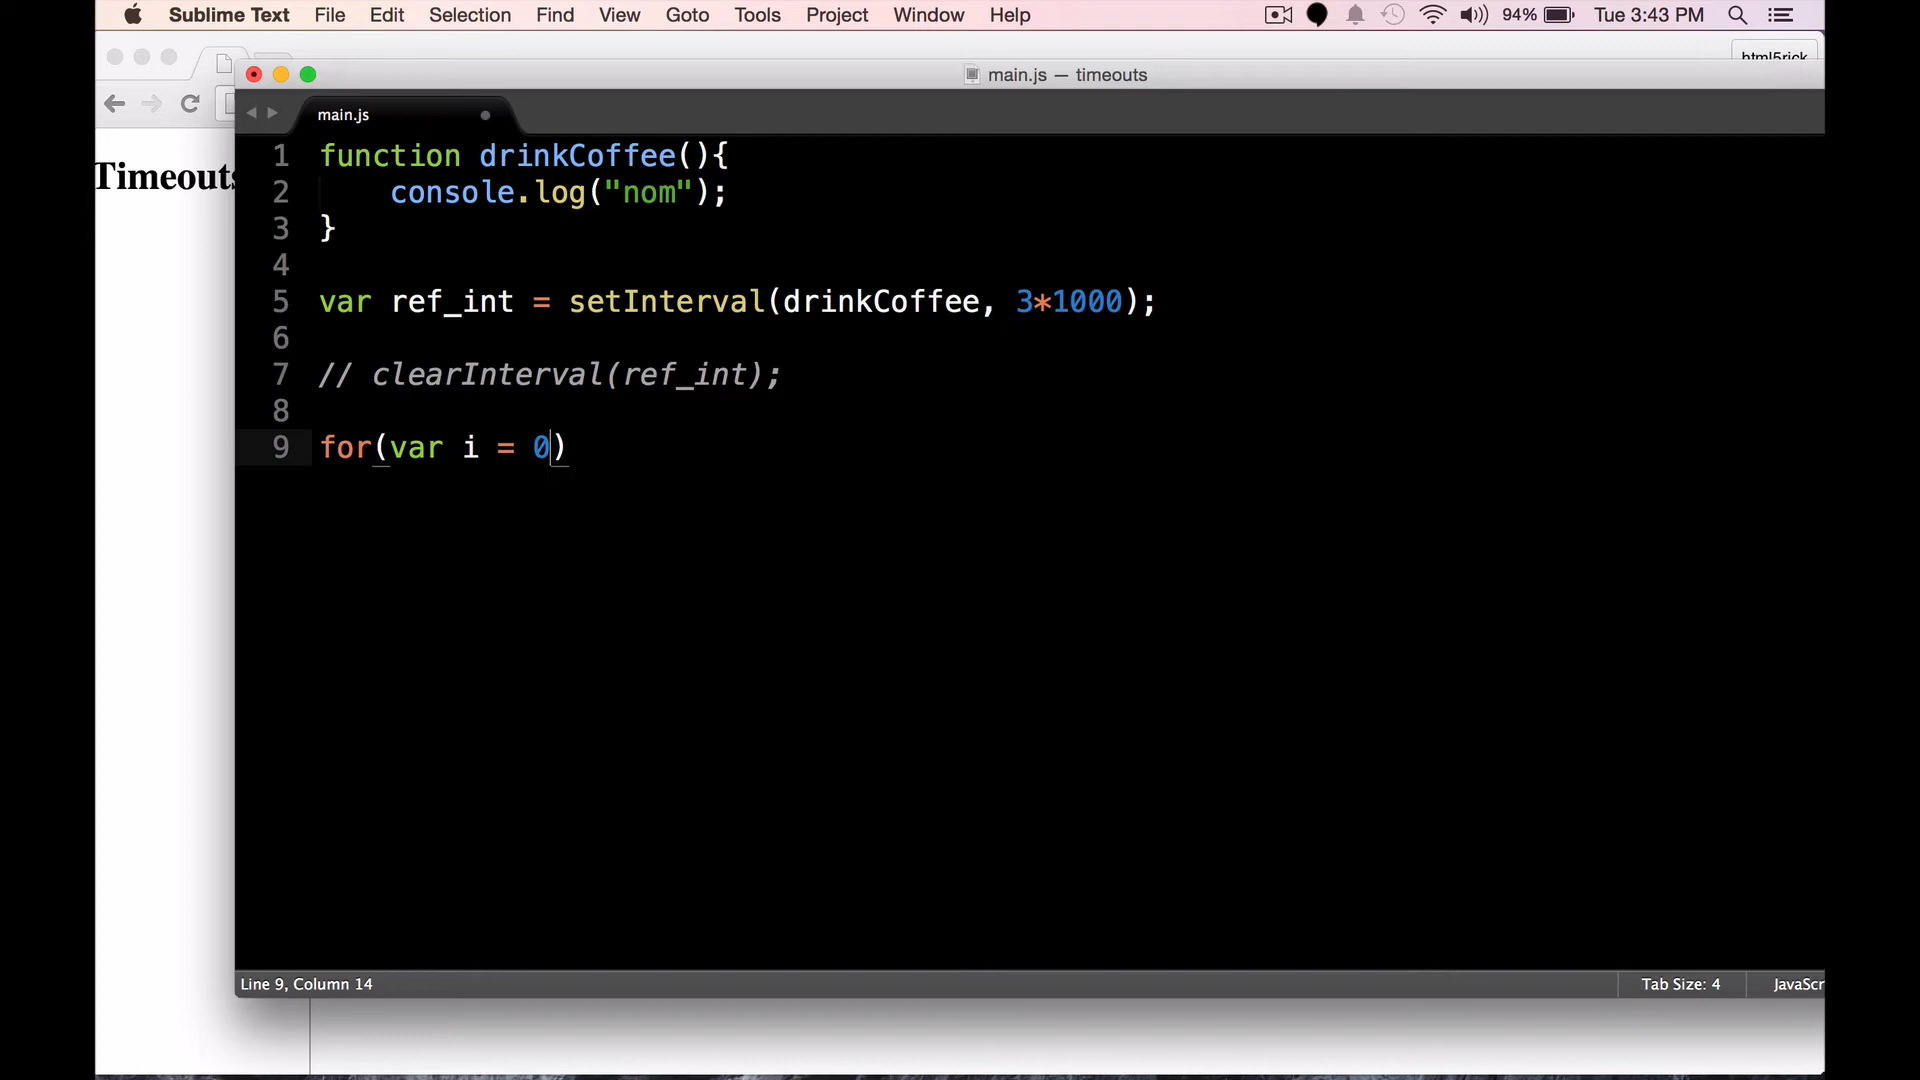 Sublime Text File Edit Selection Find View Goto Tools Project Window Help 94% Tue 3:43 PM
html5rick
main.js — timeouts
main.js
Timeouts
1 function drinkCoffee(){
2 console.log("nom");
3 }
4
5 var ref_int = setInterval(drinkCoffee, 3*1000);
6
7 // clearInterval(ref_int);
8
9 for(var i = 0)
Line 9, Column 14 Tab Size: 4 JavaScr